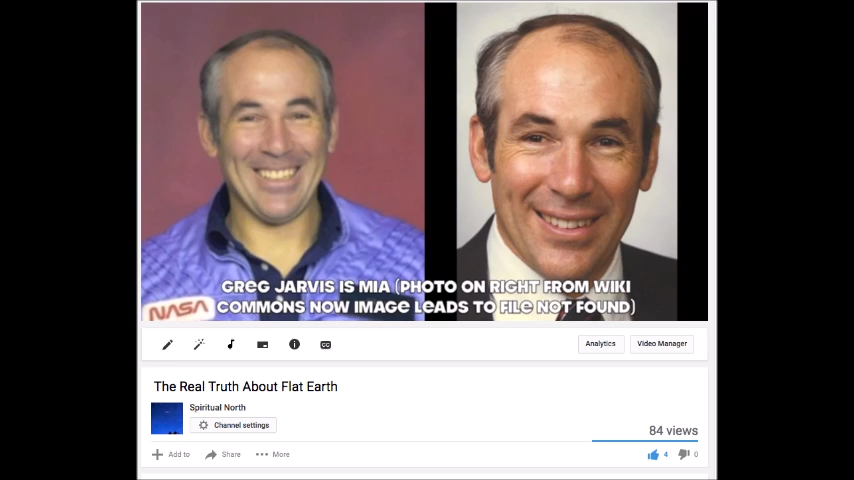 GREG JARVIS IS MIA (PHOTO ON RIGHT FROM WIKI
COMMONS NOW IMAGE LEADS TO FILE NOT FOUND)
NASA
CC
Analytics
Video Manager
The Real Truth About Flat Earth
Spiritual North
Channel settings
84 views
Add to
Share
More
4
0